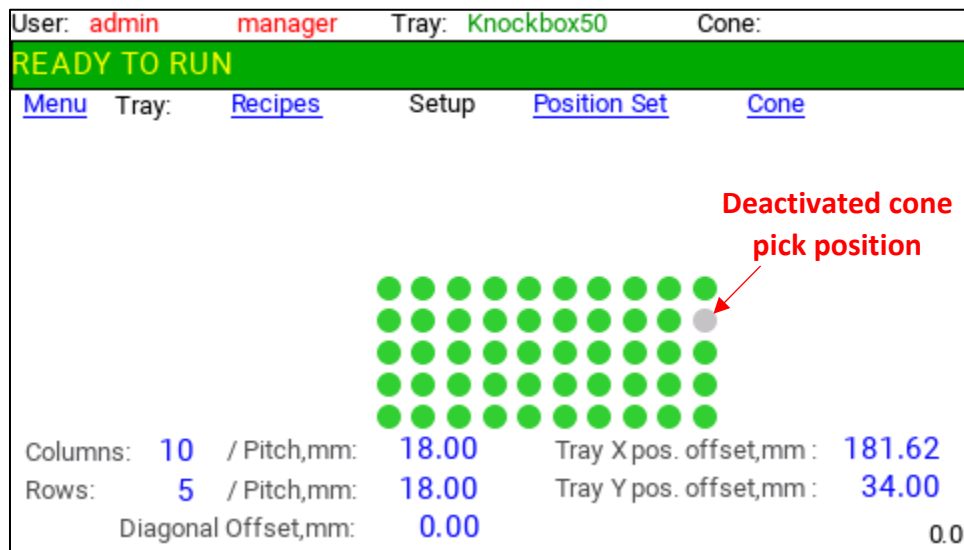 User: admin manager Tray: Knockbox50 Cone:
READY TO RUN
Menu Tray: Recipes Setup Position Set Cone
Deactivated cone
pick position
Columns: 10 / Pitch,mm: 18.00 Tray X pos. offset,mm : 181.62
Rows: 5 / Pitch,mm: 18.00 Tray Y pos. offset,mm : 34.00
Diagonal Offset,mm: 0.00 0.0